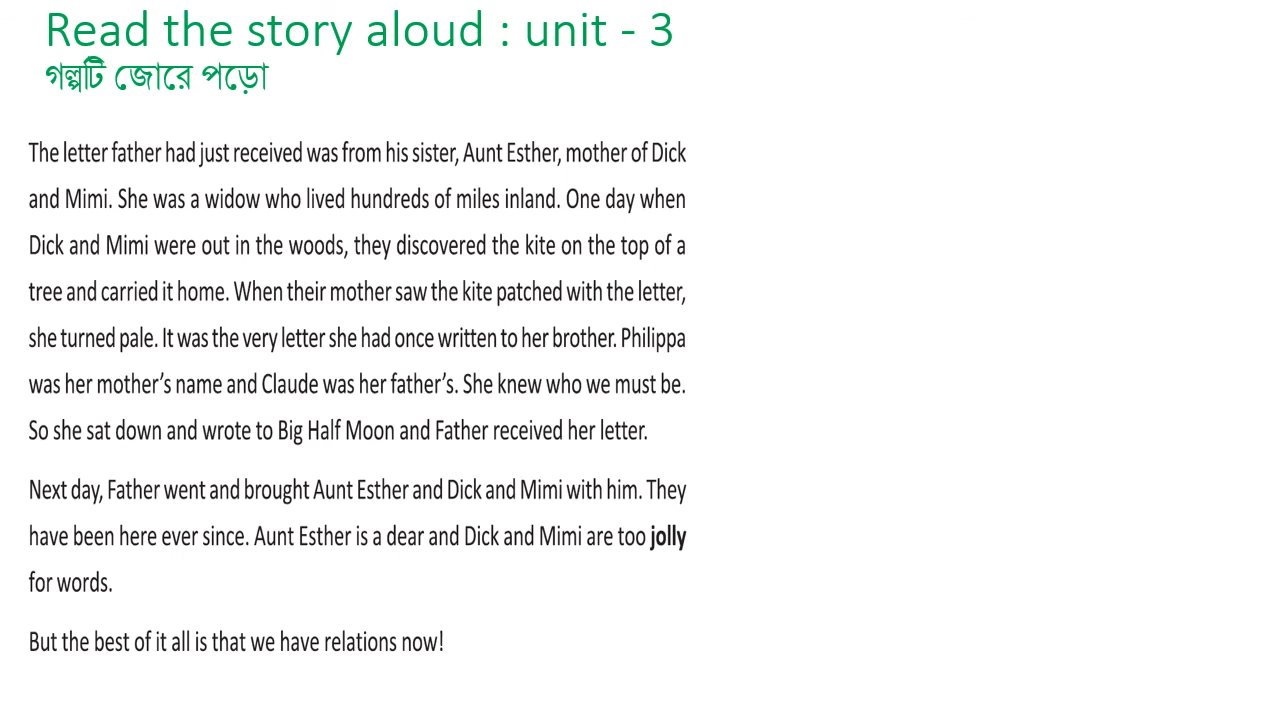 Read the story aloud : unit - 3
গল্পটি জোরে পড়ো
The letter father had just received was from his sister, Aunt Esther, mother of Dick
and Mimi. She was a widow who lived hundreds of miles inland. One day when
Dick and Mimi were out in the woods, they discovered the kite on the top of a
tree and carried it home. When their mother saw the kite patched with the letter,
she turned pale. It was the very letter she had once written to her brother. Philippa
was her mother’s name and Claude was her father’s. She knew who we must be.
So she sat down and wrote to Big Half Moon and Father received her letter.
Next day, Father went and brought Aunt Esther and Dick and Mimi with him. They
have been here ever since. Aunt Esther is a dear and Dick and Mimi are too jolly
for words.
But the best of it all is that we have relations now!